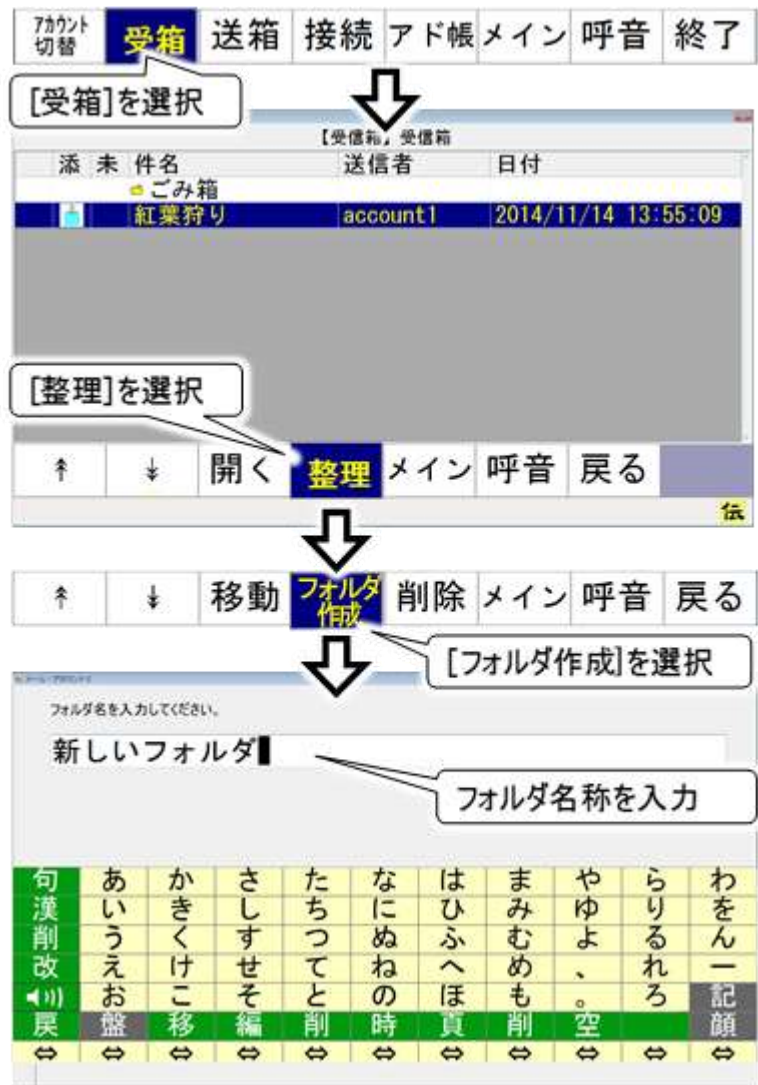 アカウント切替 受箱 送箱 接続 アド帳 メイン 呼音 終了
[受箱]を選択
【受信箱】受信箱
添 未 件名 送信者 日付
ごみ箱
紅葉狩り account1 2014/11/14 13:55:09
[整理]を選択
↟ ↡ 開く 整理 メイン 呼音 戻る
伝
↟ ↡ 移動 フォルダ作成 削除 メイン 呼音 戻る
[フォルダ作成]を選択
フォルダ名を入力してください。
新しいフォルダ
フォルダ名称を入力
句 あ か さ た な は ま や ら わ
漢 い き し ち に ひ み ゆ り を
削 う く す つ ぬ ふ む よ る ん
改 え け せ て ね へ め 、 れ ー
お こ そ と の ほ も 。 ろ 記
戻 盤 移 編 削 時 頁 削 空 顔
⇔ ⇔ ⇔ ⇔ ⇔ ⇔ ⇔ ⇔ ⇔ ⇔ ⇔